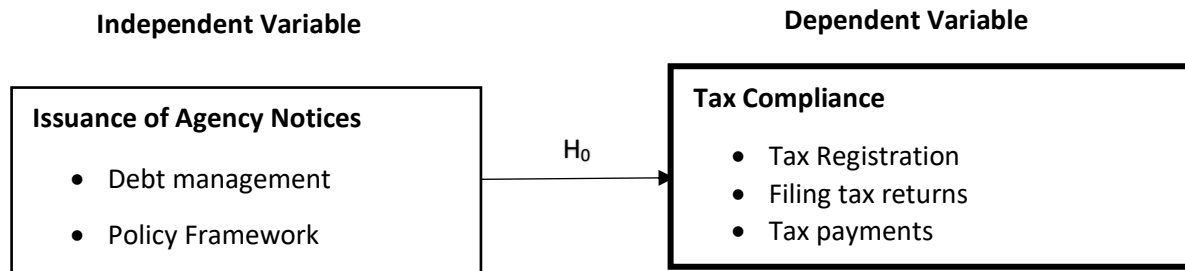 Independent Variable
Dependent Variable
Issuance of Agency Notices
• Debt management
• Policy Framework
H₀
Tax Compliance
• Tax Registration
• Filing tax returns
• Tax payments